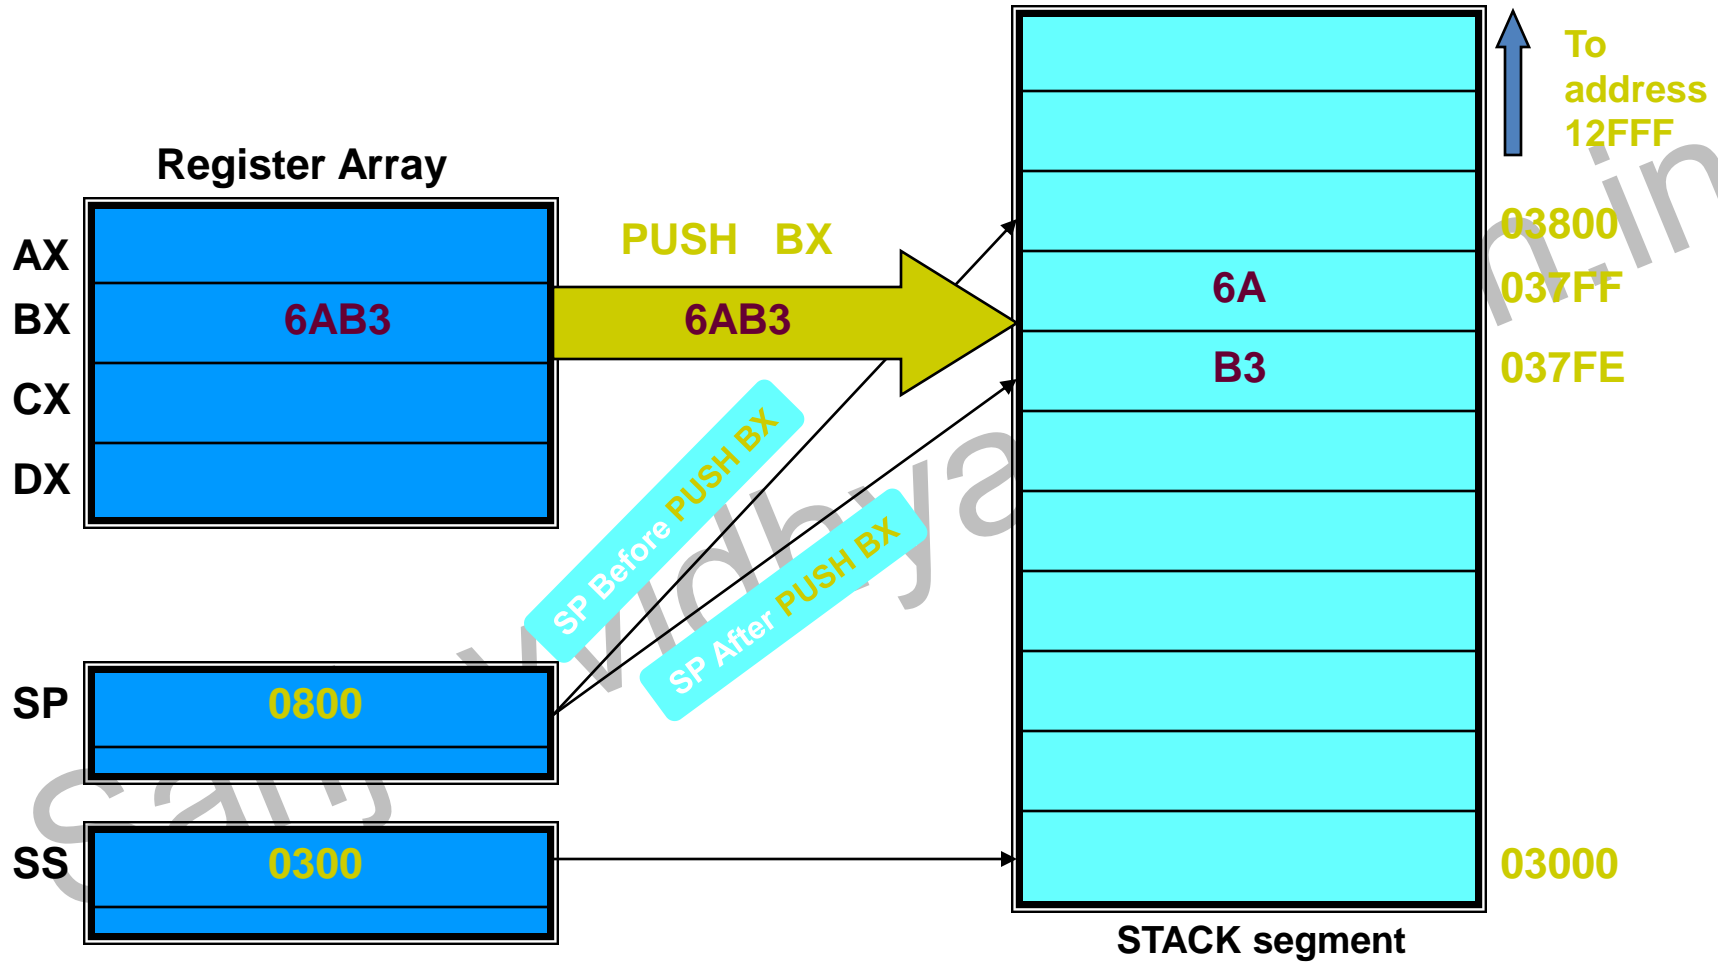 To
address
12FFF
Register Array
AX
BX
CX
DX
6AB3
PUSH BX
6AB3
03800
6A
037FF
B3
037FE
SP Before PUSH BX
SP After PUSH BX
SP
0800
SS
0300
03000
STACK segment